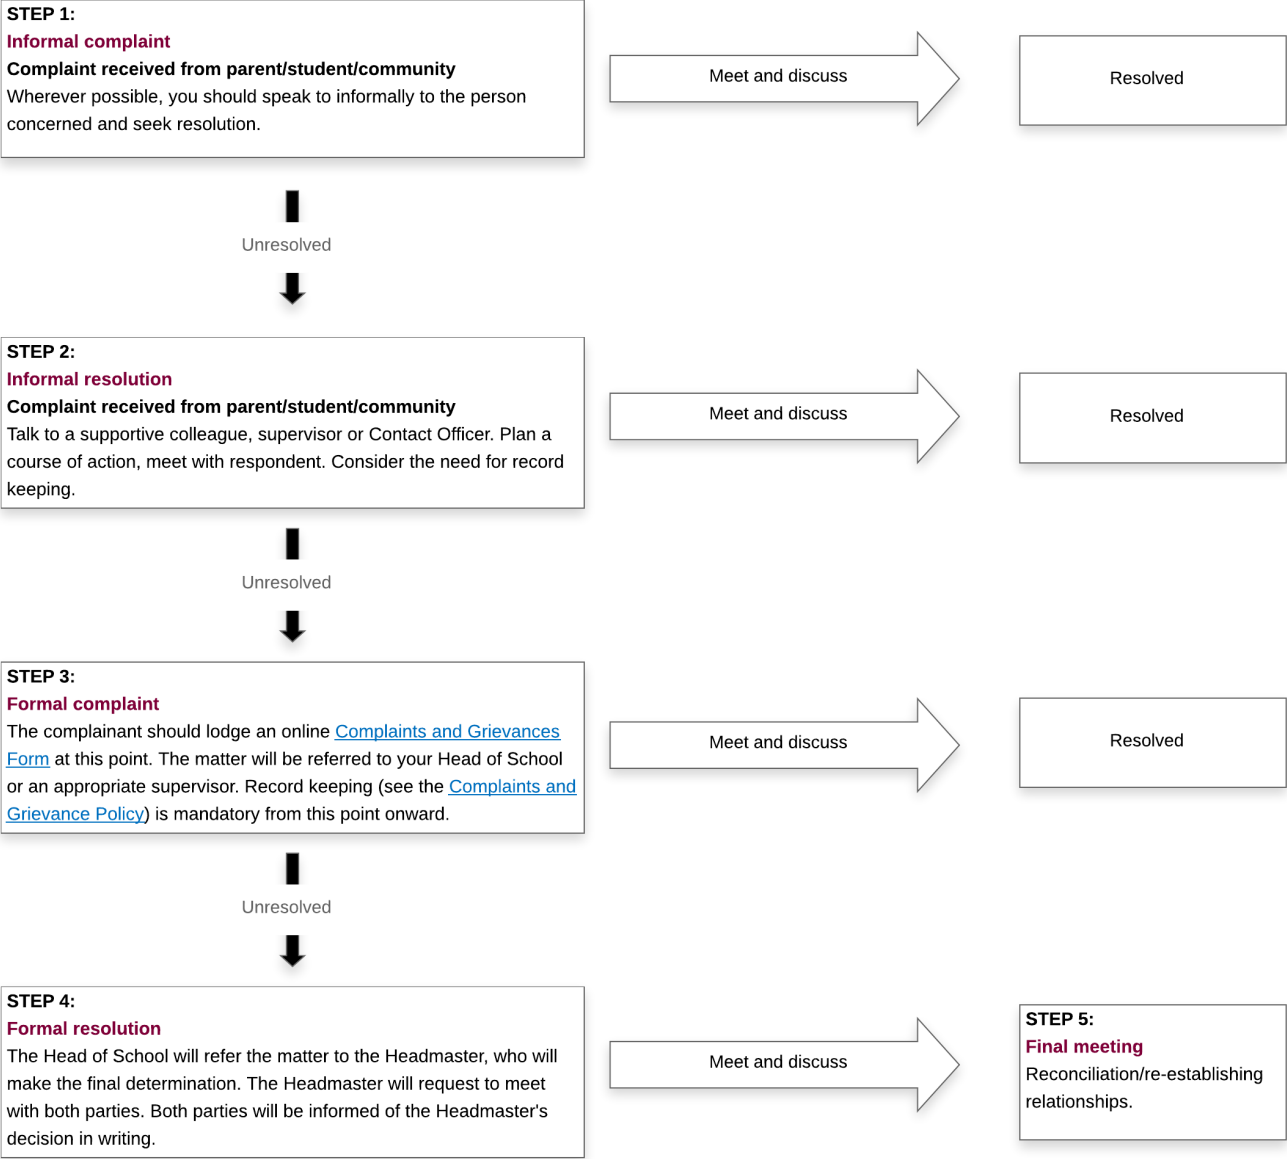 STEP 1:
Informal complaint
Complaint received from parent/student/community
Wherever possible, you should speak to informally to the person
concerned and seek resolution.
Meet and discuss
Resolved
Unresolved
STEP 2:
Informal resolution
Complaint received from parent/student/community
Talk to a supportive colleague, supervisor or Contact Officer. Plan a
course of action, meet with respondent. Consider the need for record
keeping.
Meet and discuss
Resolved
Unresolved
STEP 3:
Formal complaint
The complainant should lodge an online Complaints and Grievances
Form at this point. The matter will be referred to your Head of School
or an appropriate supervisor. Record keeping (see the Complaints and
Grievance Policy) is mandatory from this point onward.
Meet and discuss
Resolved
Unresolved
STEP 4:
Formal resolution
The Head of School will refer the matter to the Headmaster, who will
make the final determination. The Headmaster will request to meet
with both parties. Both parties will be informed of the Headmaster's
decision in writing.
Meet and discuss
STEP 5:
Final meeting
Reconciliation/re-establishing
relationships.